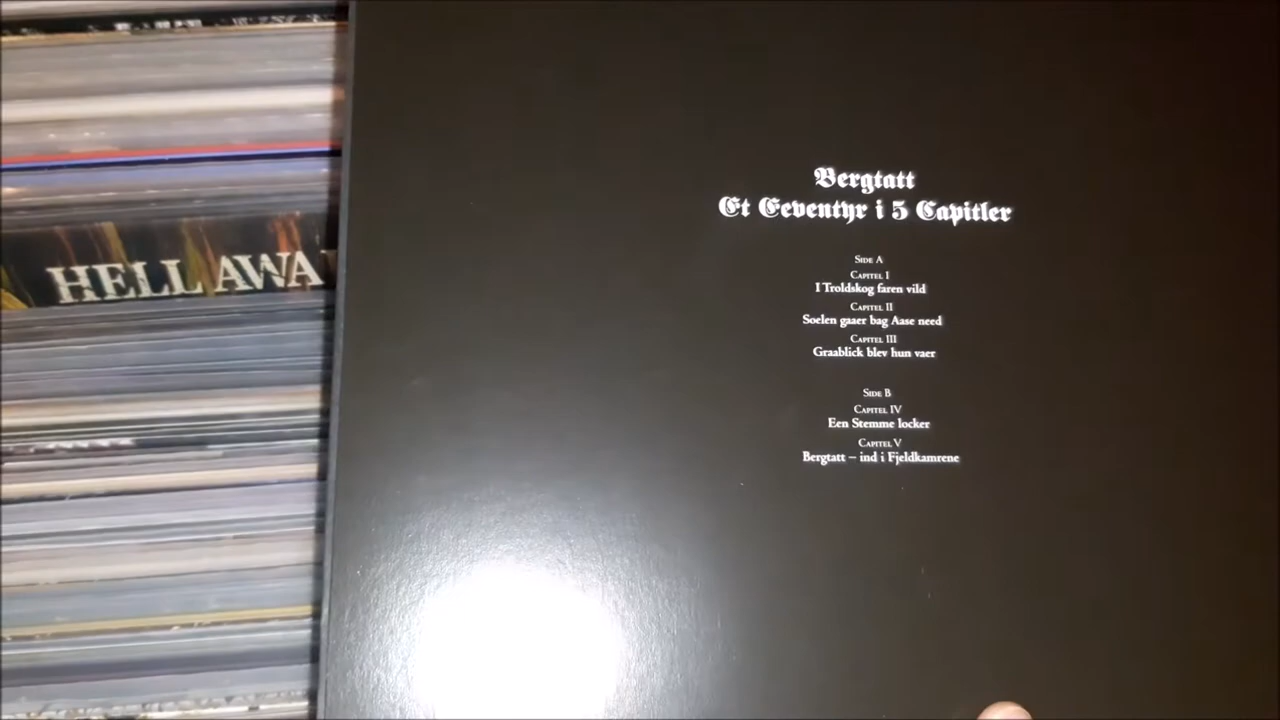 HELL AWA
Bergtatt
Et Eeventyr i 5 Capitler
SIDE A
CAPITEL I
I Troldskog faren vild
CAPITEL II
Soelen gaaer bag Aase need
CAPITEL III
Graablick blev hun vaer
SIDE B
CAPITEL IV
Een Stemme locker
CAPITEL V
Bergtatt – ind i Fjeldkamrene